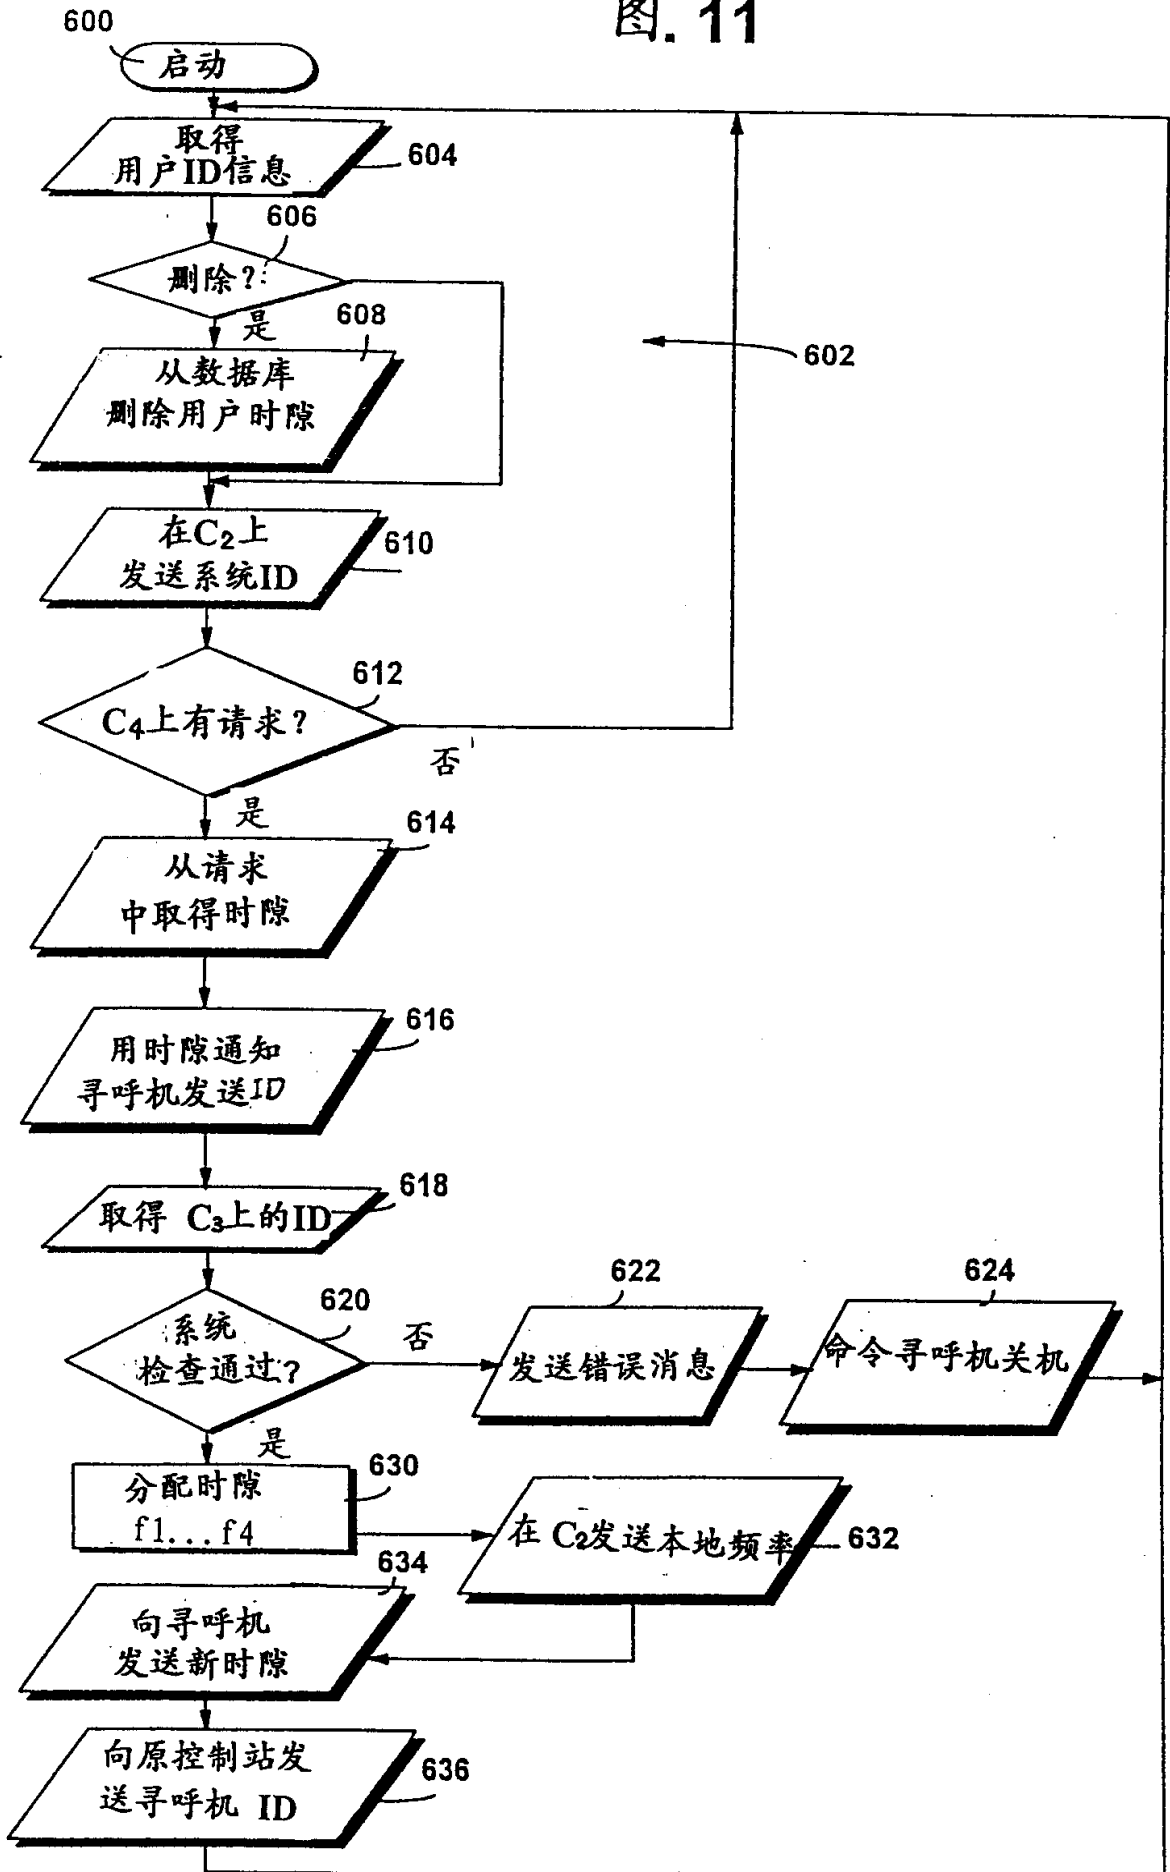 图. 11
600
启动
取得
用户ID信息
604
606
删除?
是
608
从数据库
删除用户时隙
602
在C2上
发送系统ID
610
612
C4上有请求?
否
是
614
从请求
中取得时隙
616
用时隙通知
寻呼机发送ID
618
取得 C3上的ID
620
系统
检查通过?
否
622
发送错误消息
624
命令寻呼机关机
是
630
分配时隙
f1...f4
在 C2发送本地频率
632
634
向寻呼机
发送新时隙
向原控制站发
送寻呼机 ID
636